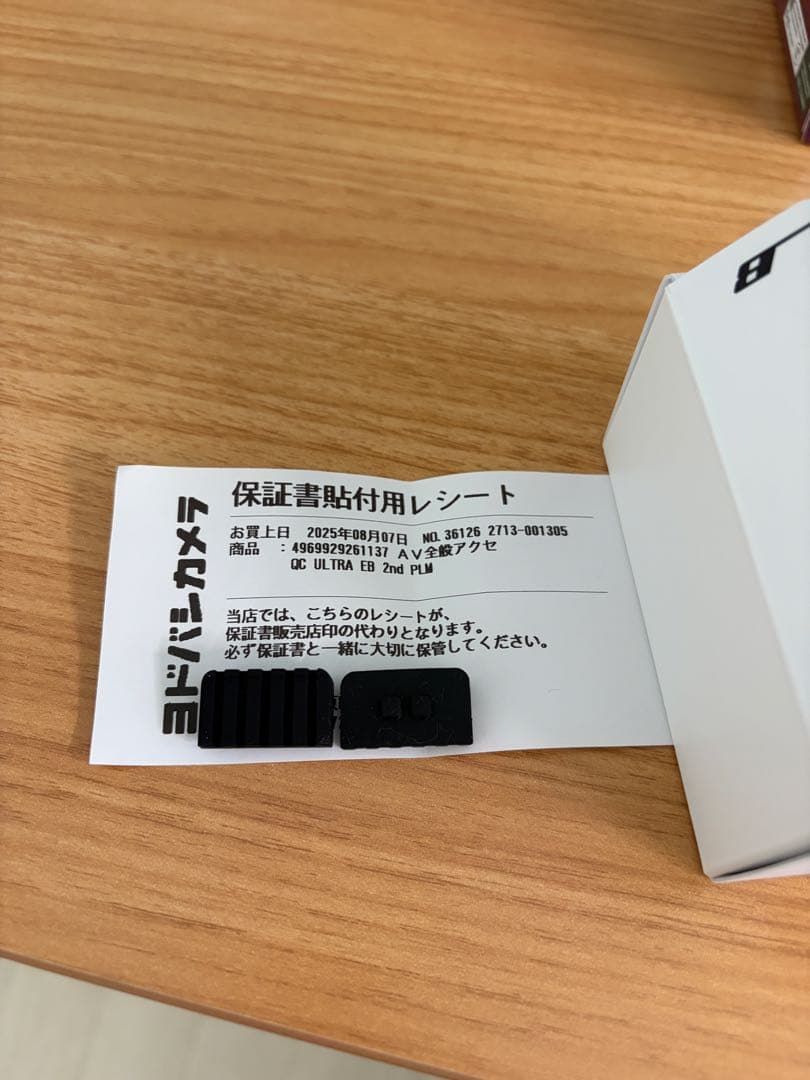 ヨドバシカメラ
保証書貼付用レシート
お買上日 2025年08月07日 NO. 36126 2713-001305
商品 :4969929261137 AV全般アクセ
QC ULTRA EB 2nd PLM
当店では、こちらのレシートが、
保証書販売店印の代わりとなります。
必ず保証書と一緒に大切に保管してください。
B